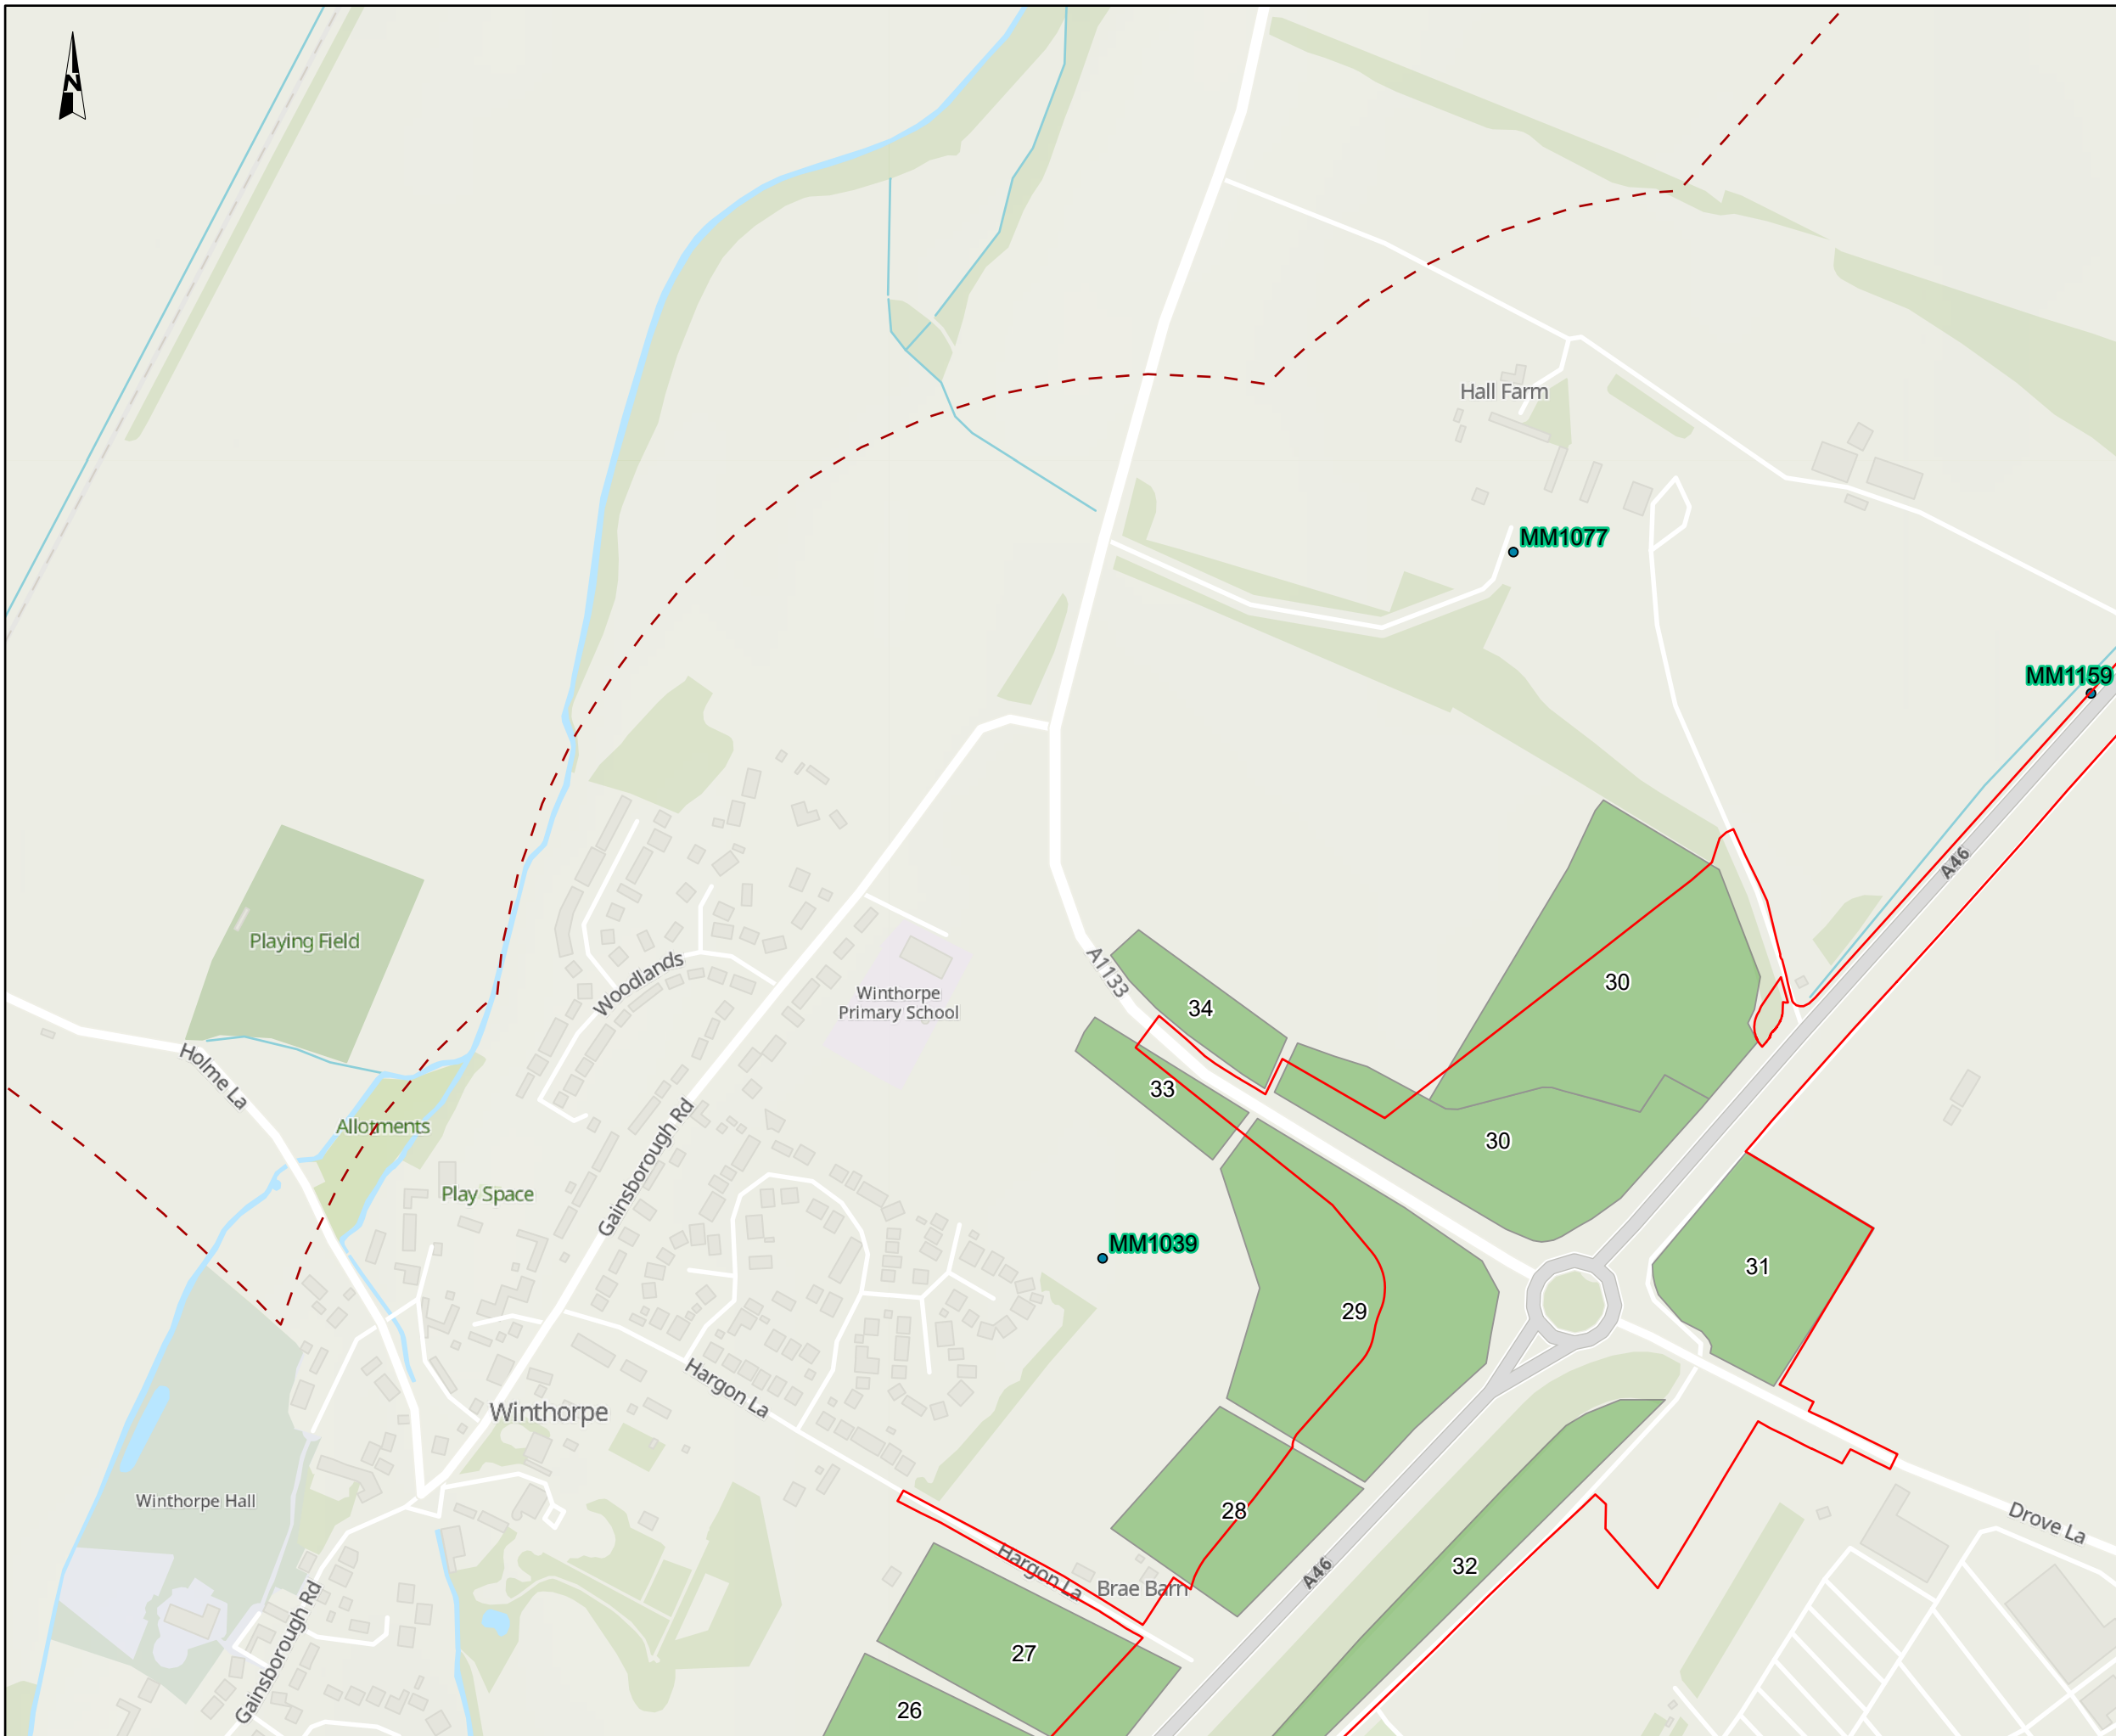 N
Hall Farm
MM1077
MM1159
A46
Playing Field
Woodlands
Winthorpe
Primary School
A1133
34
30
Holme La
33
Allotments
30
Play Space
Gainsborough Rd
MM1039
31
29
Hargon La
Winthorpe
Winthorpe Hall
28
Drove La
Hargon La
Brae Barn
A46
32
Gainsborough Rd
27
26